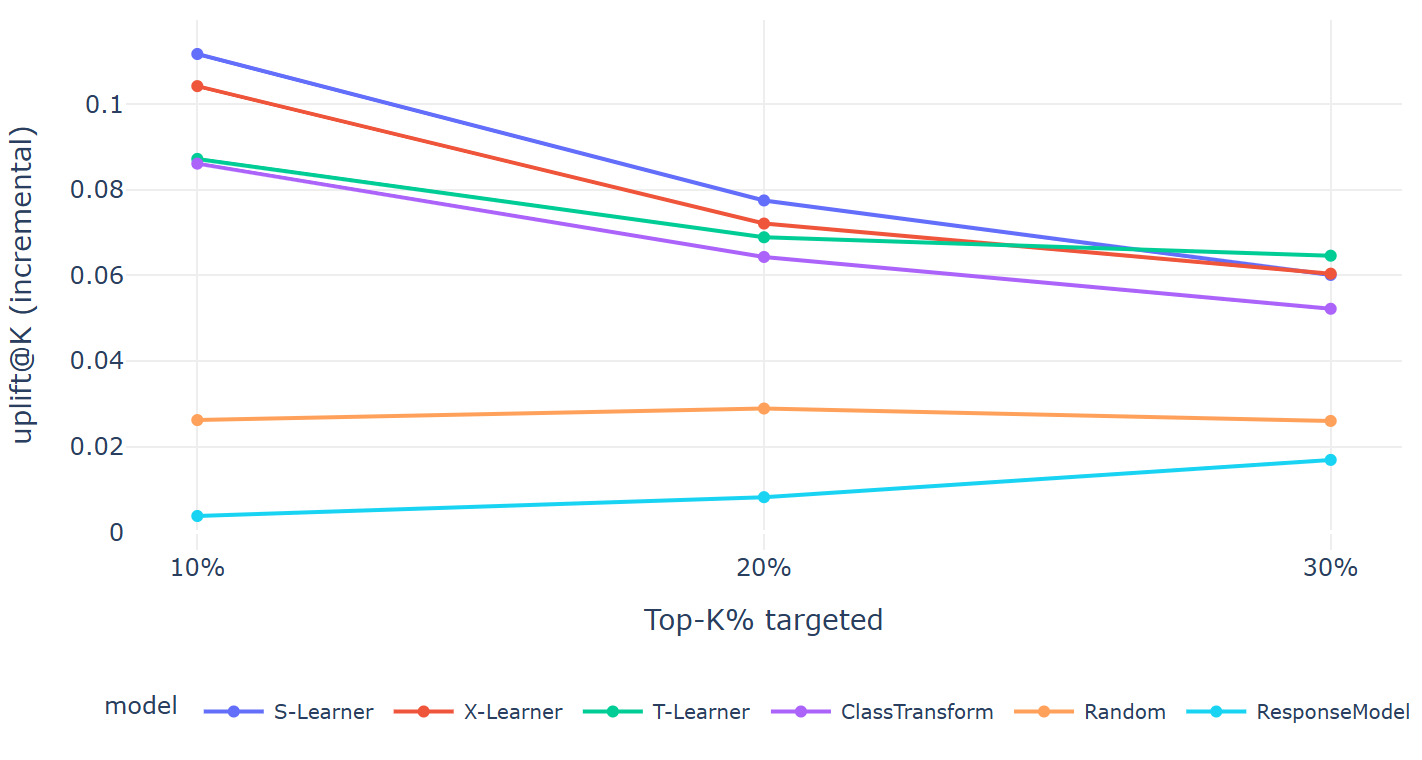 uplift@K (incremental)
0.1
0.08
0.06
0.04
0.02
0
10% 20% 30%
Top-K% targeted
model S-Learner X-Learner T-Learner ClassTransform Random ResponseModel